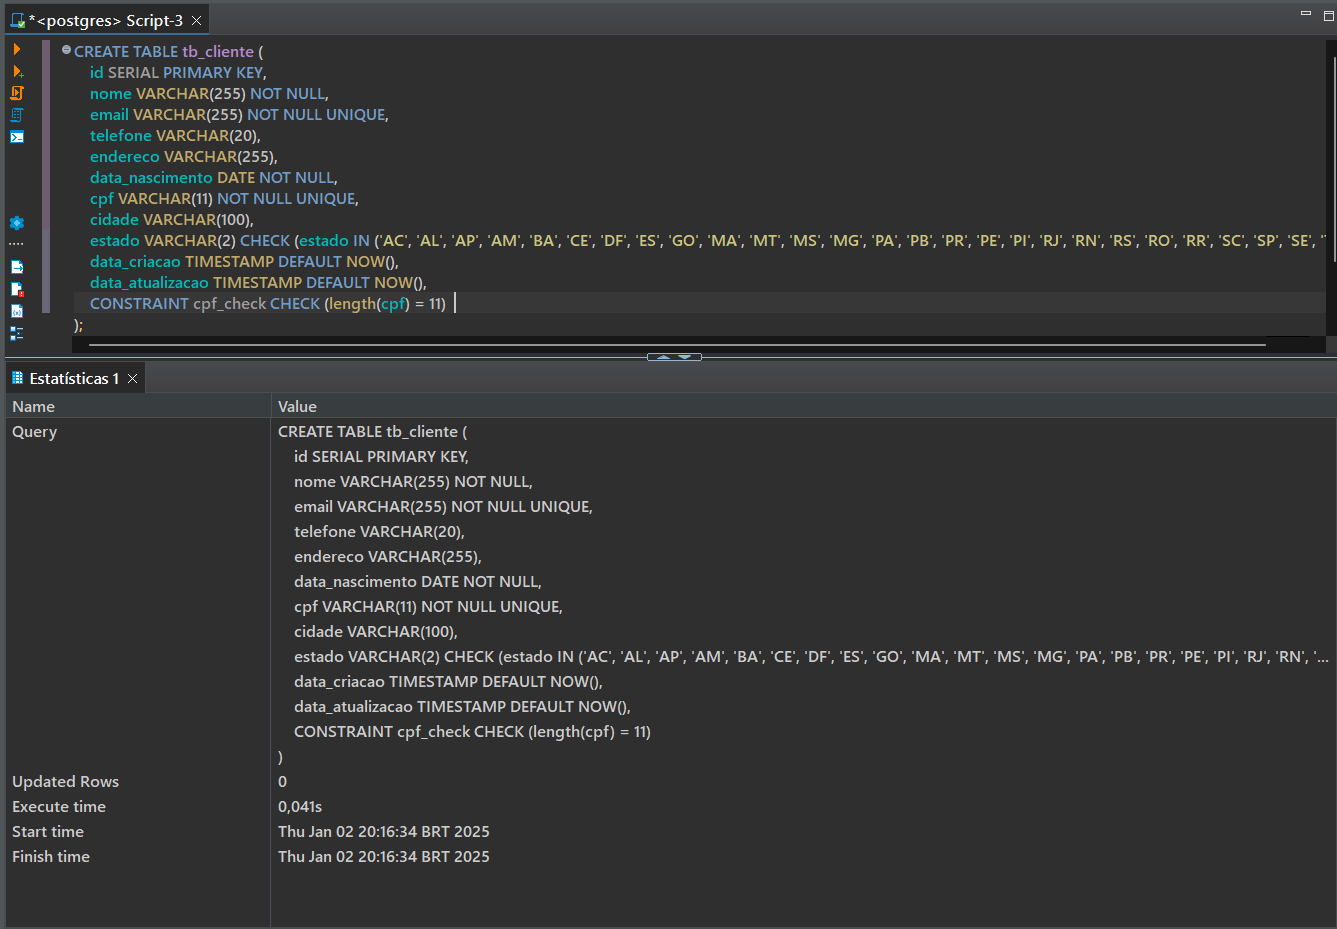 *<postgres> Script-3
CREATE TABLE tb_cliente (
id SERIAL PRIMARY KEY,
nome VARCHAR(255) NOT NULL,
email VARCHAR(255) NOT NULL UNIQUE,
telefone VARCHAR(20),
endereco VARCHAR(255),
data_nascimento DATE NOT NULL,
cpf VARCHAR(11) NOT NULL UNIQUE,
cidade VARCHAR(100),
estado VARCHAR(2) CHECK (estado IN ('AC', 'AL', 'AP', 'AM', 'BA', 'CE', 'DF', 'ES', 'GO', 'MA', 'MT', 'MS', 'MG', 'PA', 'PB', 'PR', 'PE', 'PI', 'RJ', 'RN', 'RS', 'RO', 'RR', 'SC', 'SP', 'SE',
data_criacao TIMESTAMP DEFAULT NOW(),
data_atualizacao TIMESTAMP DEFAULT NOW(),
CONSTRAINT cpf_check CHECK (length(cpf) = 11)
);
Estatísticas 1
Name Value
Query CREATE TABLE tb_cliente (
id SERIAL PRIMARY KEY,
nome VARCHAR(255) NOT NULL,
email VARCHAR(255) NOT NULL UNIQUE,
telefone VARCHAR(20),
endereco VARCHAR(255),
data_nascimento DATE NOT NULL,
cpf VARCHAR(11) NOT NULL UNIQUE,
cidade VARCHAR(100),
estado VARCHAR(2) CHECK (estado IN ('AC', 'AL', 'AP', 'AM', 'BA', 'CE', 'DF', 'ES', 'GO', 'MA', 'MT', 'MS', 'MG', 'PA', 'PB', 'PR', 'PE', 'PI', 'RJ', 'RN', '...
data_criacao TIMESTAMP DEFAULT NOW(),
data_atualizacao TIMESTAMP DEFAULT NOW(),
CONSTRAINT cpf_check CHECK (length(cpf) = 11)
)
Updated Rows 0
Execute time 0,041s
Start time Thu Jan 02 20:16:34 BRT 2025
Finish time Thu Jan 02 20:16:34 BRT 2025